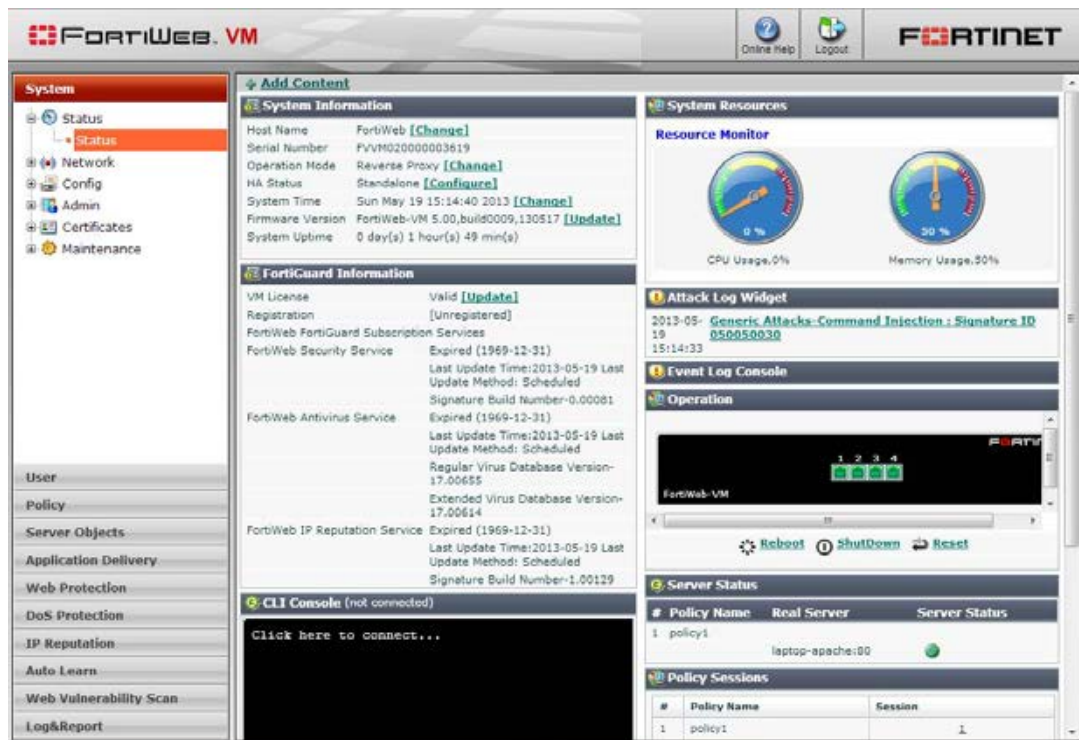 FORTIWEB. VM
Online Help
Logout
FORTINET
System
Status
Status
Network
Config
Admin
Certificates
Maintenance
User
Policy
Server Objects
Application Delivery
Web Protection
DoS Protection
IP Reputation
Auto Learn
Web Vulnerability Scan
Log&Report
Add Content
System Information
Host Name FortiWeb [Change]
Serial Number FVVM020000003619
Operation Mode Reverse Proxy [Change]
HA Status Standalone [Configure]
System Time Sun May 19 15:14:40 2013 [Change]
Firmware Version FortiWeb-VM 5.00,build0009,130517 [Update]
System Uptime 0 day(s) 1 hour(s) 49 min(s)
FortiGuard Information
VM License Valid [Update]
Registration [Unregistered]
FortiWeb FortiGuard Subscription Services
FortiWeb Security Service Expired (1969-12-31)
Last Update Time:2013-05-19 Last
Update Method: Scheduled
Signature Build Number-0.00081
FortiWeb Antivirus Service Expired (1969-12-31)
Last Update Time:2013-05-19 Last
Update Method: Scheduled
Regular Virus Database Version-
17.00655
Extended Virus Database Version-
17.00614
FortiWeb IP Reputation Service Expired (1969-12-31)
Last Update Time:2013-05-19 Last
Update Method: Scheduled
Signature Build Number-1.00129
CLI Console (not connected)
Click here to connect...
System Resources
Resource Monitor
0 %
50 %
CPU Usage,0%
Memory Usage,50%
Attack Log Widget
2013-05- Generic Attacks-Command Injection : Signature ID
19 050050030
15:14:33
Event Log Console
Operation
FORTIN
1 2 3 4
FortiWeb-VM
Reboot ShutDown Reset
Server Status
# Policy Name Real Server Server Status
1 policy1
laptop-apache:80
Policy Sessions
# Policy Name Session
1 policy1 1